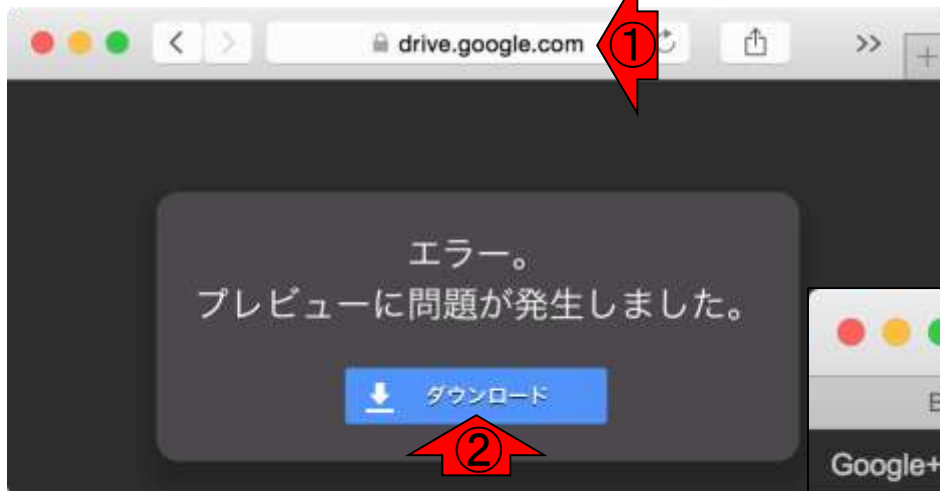 drive.google.com
①
>>
エラー。
プレビューに問題が発生しました。
ダウンロード
②
Google+